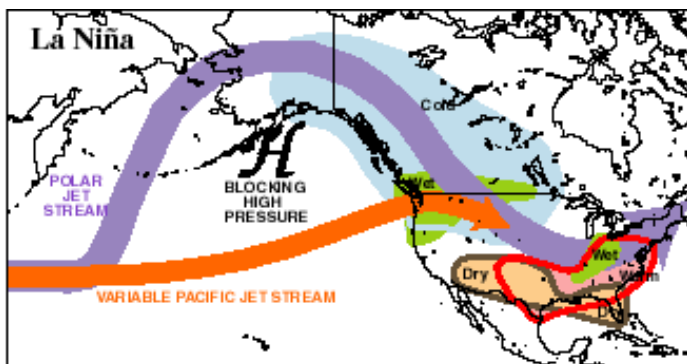 La Niña
Cold
H
POLAR
JET
STREAM
BLOCKING
HIGH
PRESSURE
Wet
Wet
Dry
Warm
Dry
VARIABLE PACIFIC JET STREAM